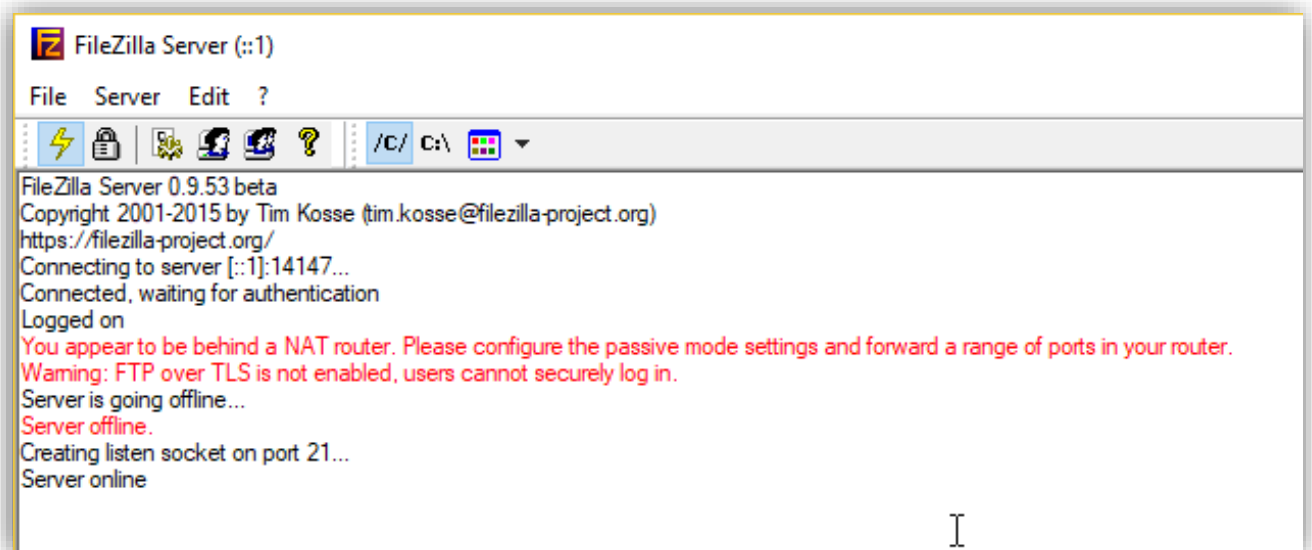 FileZilla Server (::1)
File Server Edit ?
/C/ C:\
FileZilla Server 0.9.53 beta
Copyright 2001-2015 by Tim Kosse (tim.kosse@filezilla-project.org)
https://filezilla-project.org/
Connecting to server [::1]:14147...
Connected, waiting for authentication
Logged on
You appear to be behind a NAT router. Please configure the passive mode settings and forward a range of ports in your router.
Warning: FTP over TLS is not enabled, users cannot securely log in.
Server is going offline...
Server offline.
Creating listen socket on port 21...
Server online